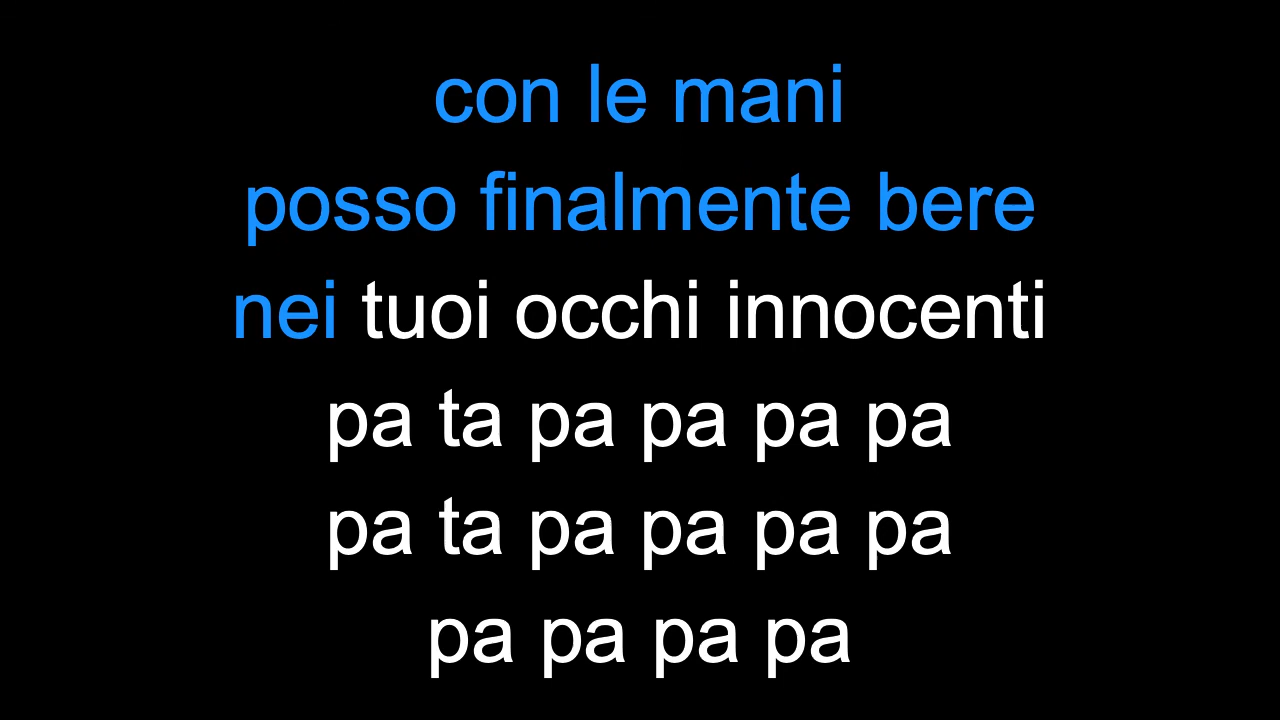 con le mani
posso finalmente bere
nei tuoi occhi innocenti
pa ta pa pa pa pa
pa ta pa pa pa pa
pa pa pa pa